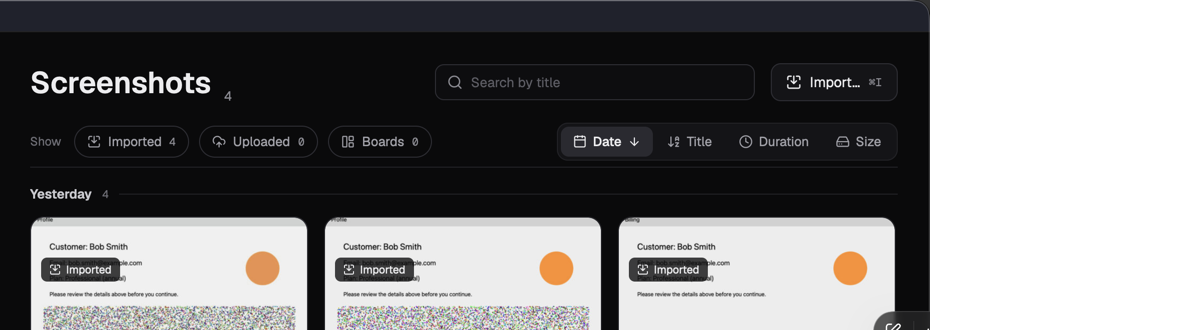 Screenshots 4
Search by title
Import... ⌘I
Show
Imported 4
Uploaded 0
Boards 0
Date ↓
Title
Duration
Size
Yesterday 4
Profile
Customer: Bob Smith
Imported
Please review the details above before you continue.
Profile
Customer: Bob Smith
Imported
Please review the details above before you continue.
Billing
Customer: Bob Smith
Imported
Please review the details above before you continue.